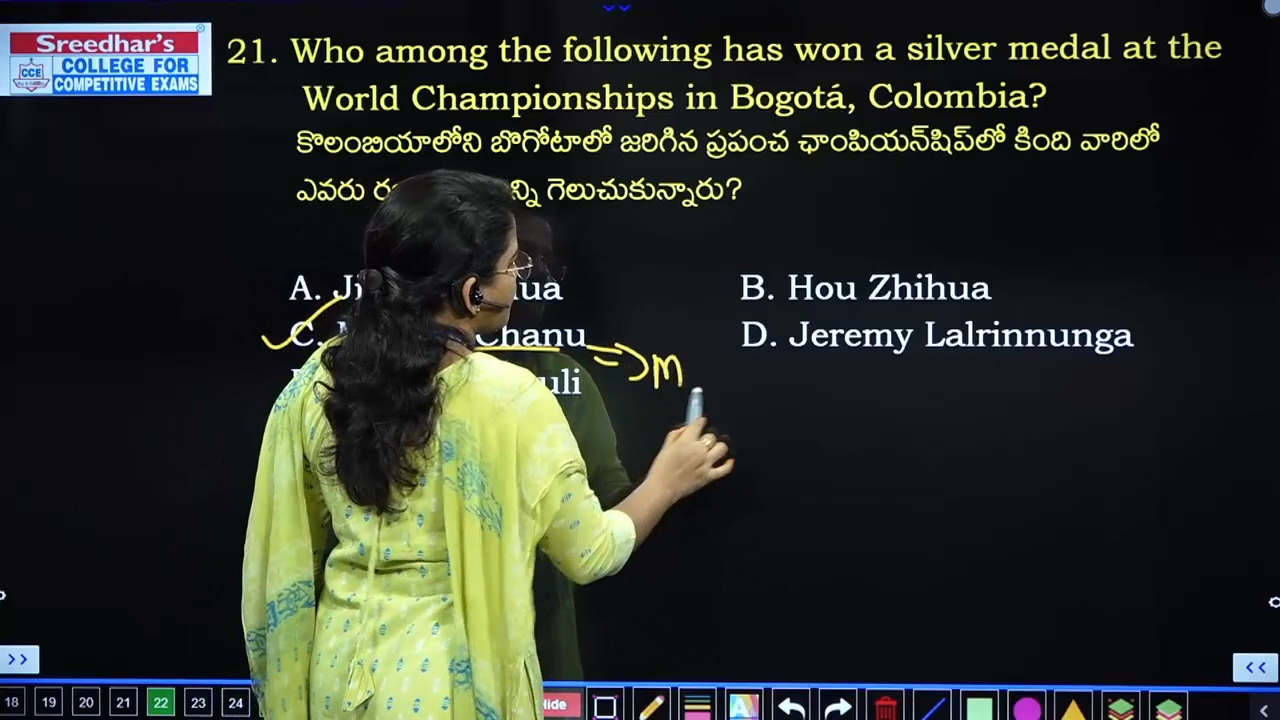 Sreedhar's
CCE
COLLEGE FOR
COMPETITIVE EXAMS
21. Who among the following has won a silver medal at the
World Championships in Bogotá, Colombia?
కొలంబియాలోని బొగోటాలో జరిగిన ప్రపంచ ఛాంపియన్‌షిప్‌లో కింది వారిలో
ఎవరు గెలుచుకున్నారు?
A. B. Hou Zhihua
C. Chanu D. Jeremy Lalrinnunga
m
>> <<
18 19 20 21 22 23 24